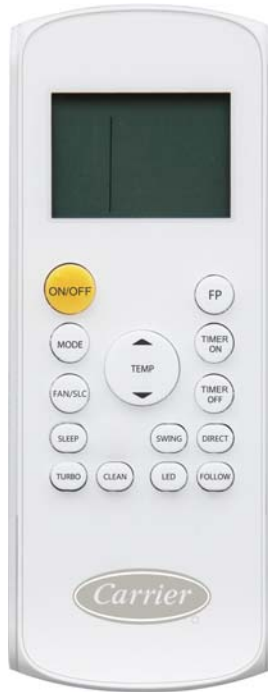 ON/OFF
FP
MODE
TEMP
TIMER
ON
FAN/SLC
TIMER
OFF
SLEEP
SWING
DIRECT
TURBO
CLEAN
LED
FOLLOW
Carrier